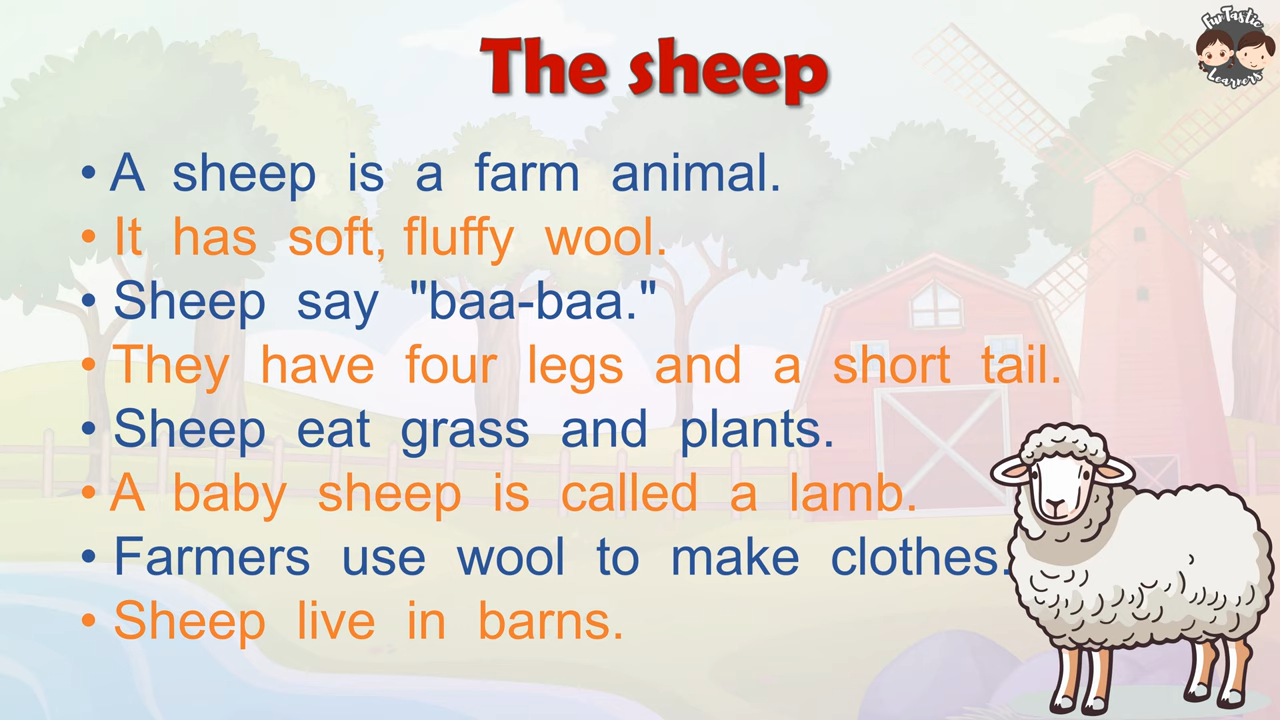 The sheep
FunTastic
Learners
• A sheep is a farm animal.
• It has soft, fluffy wool.
• Sheep say "baa-baa."
• They have four legs and a short tail.
• Sheep eat grass and plants.
• A baby sheep is called a lamb.
• Farmers use wool to make clothes.
• Sheep live in barns.